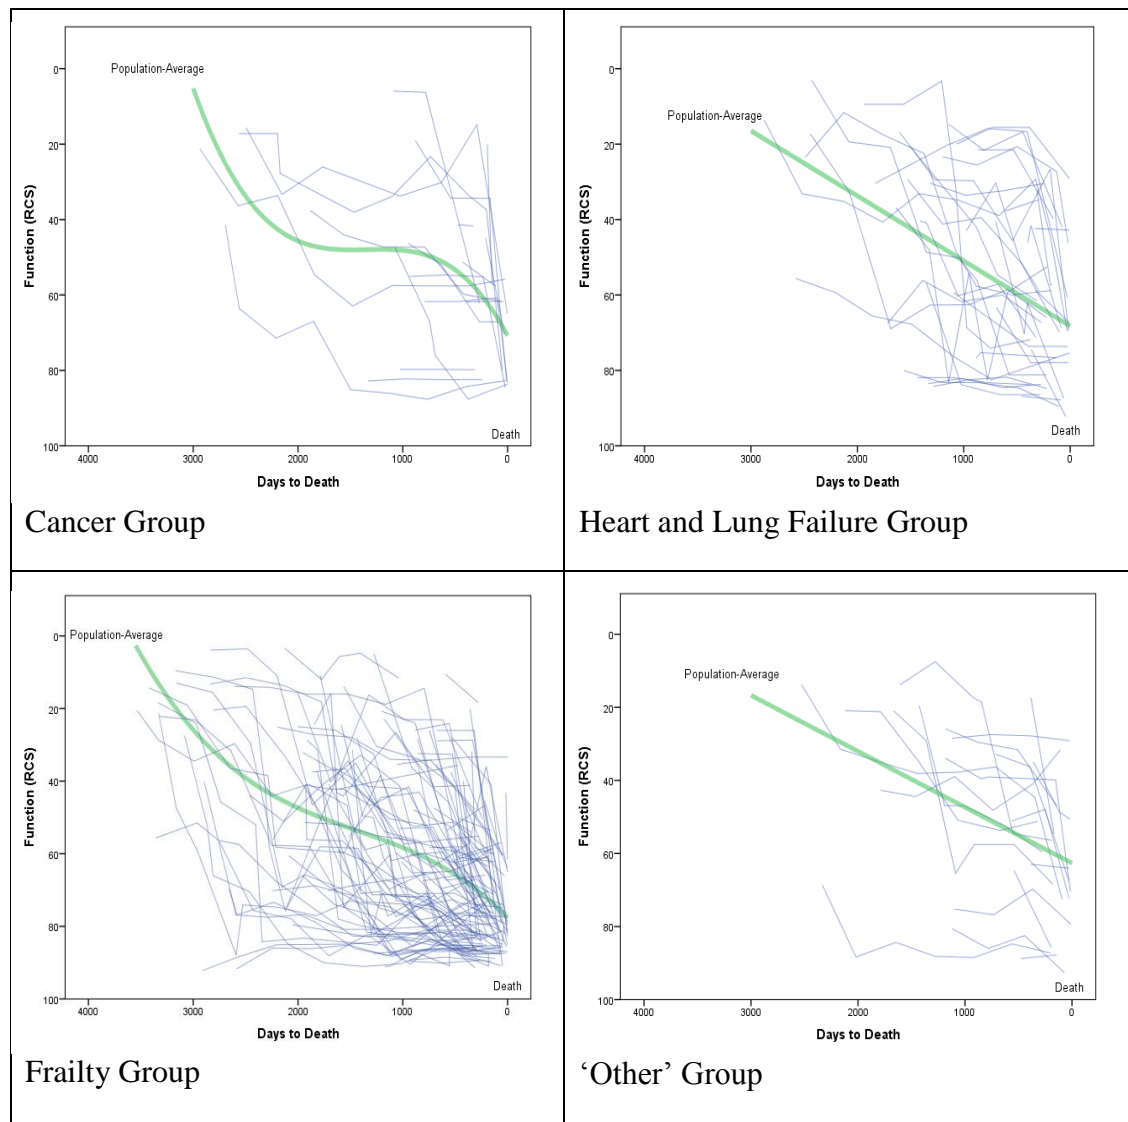 Population-Average
0
20
40
60
80
100
Function (RCS)
Death
4000 3000 2000 1000 0
Days to Death
Cancer Group
Population-Average
0
20
40
60
80
100
Function (RCS)
Death
4000 3000 2000 1000 0
Days to Death
Heart and Lung Failure Group
Population-Average
0
20
40
60
80
100
Function (RCS)
Death
4000 3000 2000 1000 0
Days to Death
Frailty Group
Population-Average
0
20
40
60
80
100
Function (RCS)
Death
4000 3000 2000 1000 0
Days to Death
‘Other’ Group